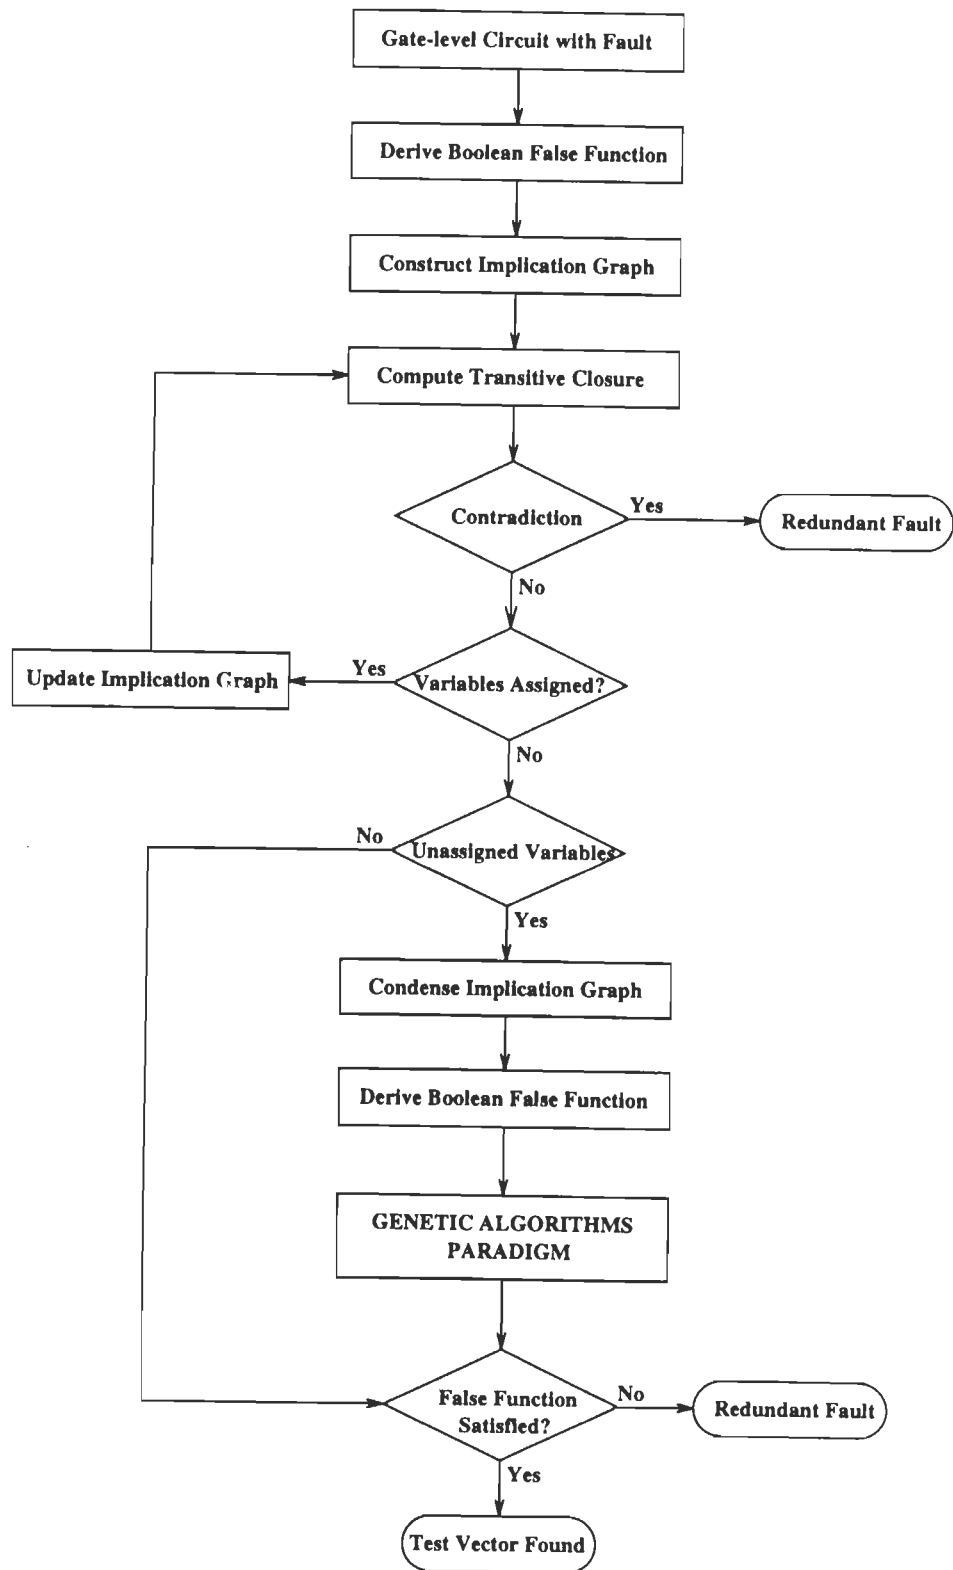 Gate-level Circuit with Fault
Derive Boolean False Function
Construct Implication Graph
Compute Transitive Closure
Contradiction
Yes
Redundant Fault
No
Variables Assigned?
Yes
Update Implication Graph
No
Unassigned Variables
No
Yes
Condense Implication Graph
Derive Boolean False Function
GENETIC ALGORITHMS
PARADIGM
False Function
Satisfied?
No
Redundant Fault
Yes
Test Vector Found